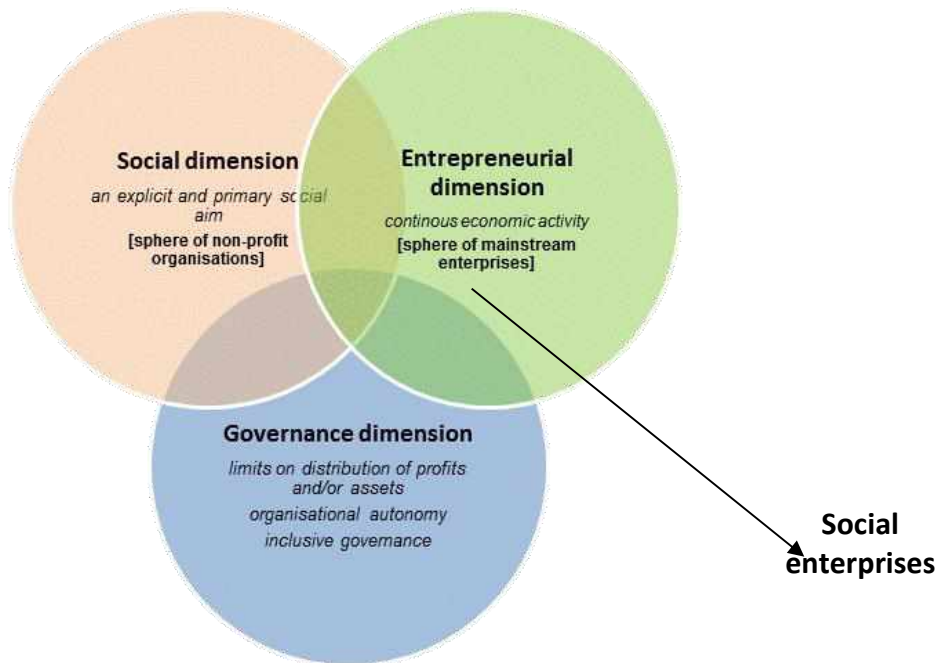 Social dimension
an explicit and primary social
aim
[sphere of non-profit
organisations]
Entrepreneurial
dimension
continous economic activity
[sphere of mainstream
enterprises]
Governance dimension
limits on distribution of profits
and/or assets
organisational autonomy
inclusive governance
Social
enterprises